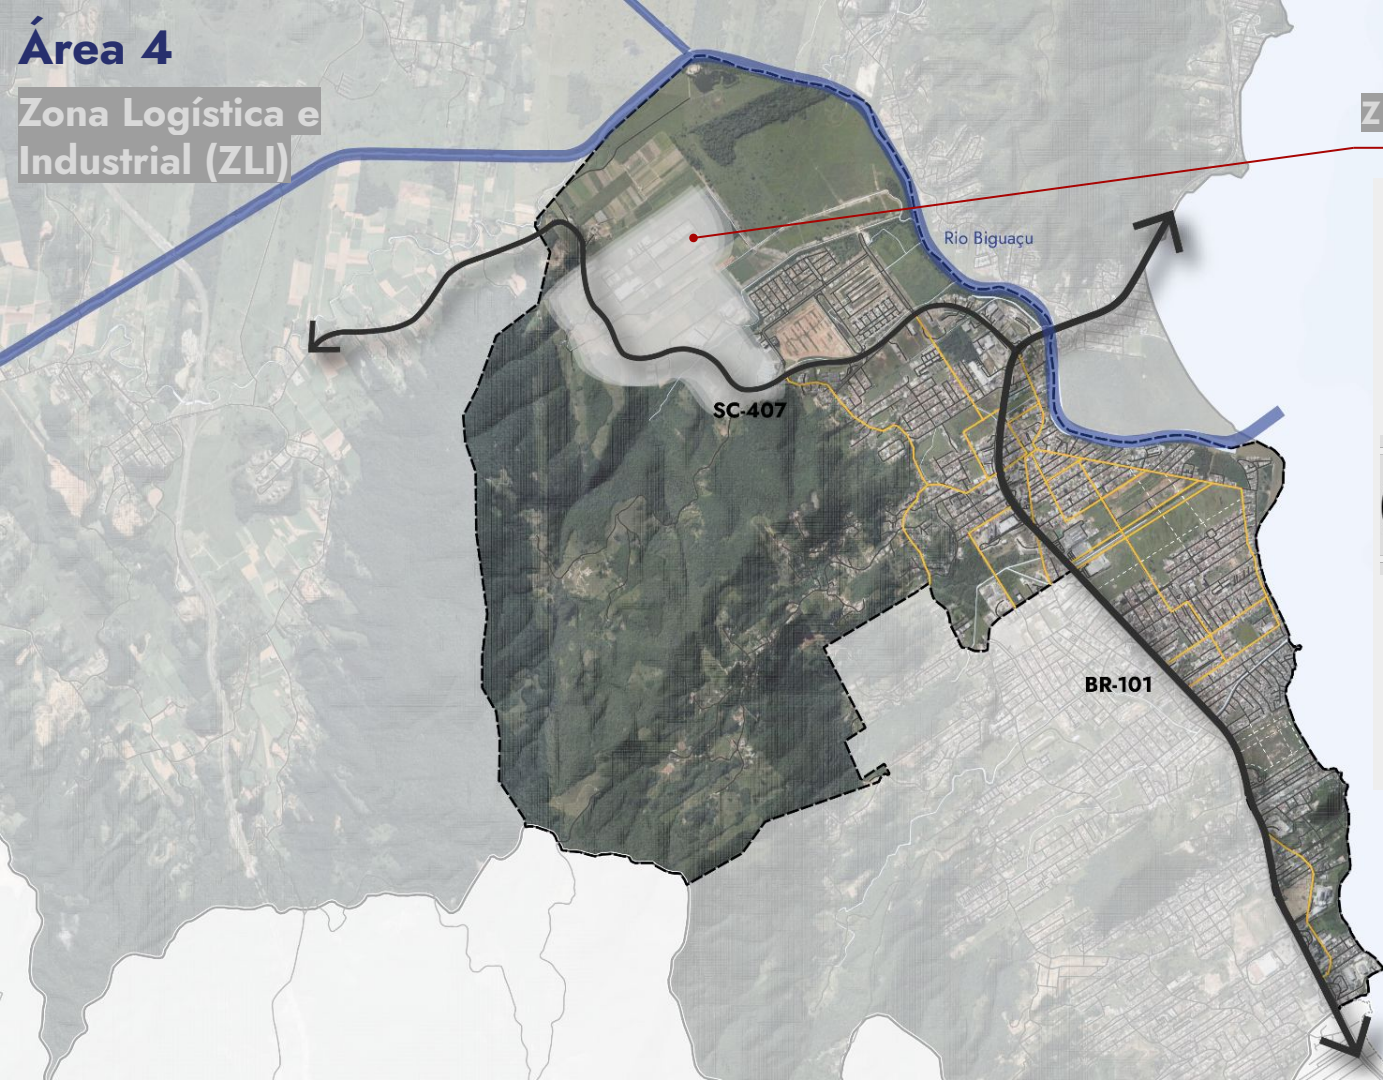 Área 4
Zona Logística e
Industrial (ZLI)
Z
Rio Biguaçu
SC-407
BR-101